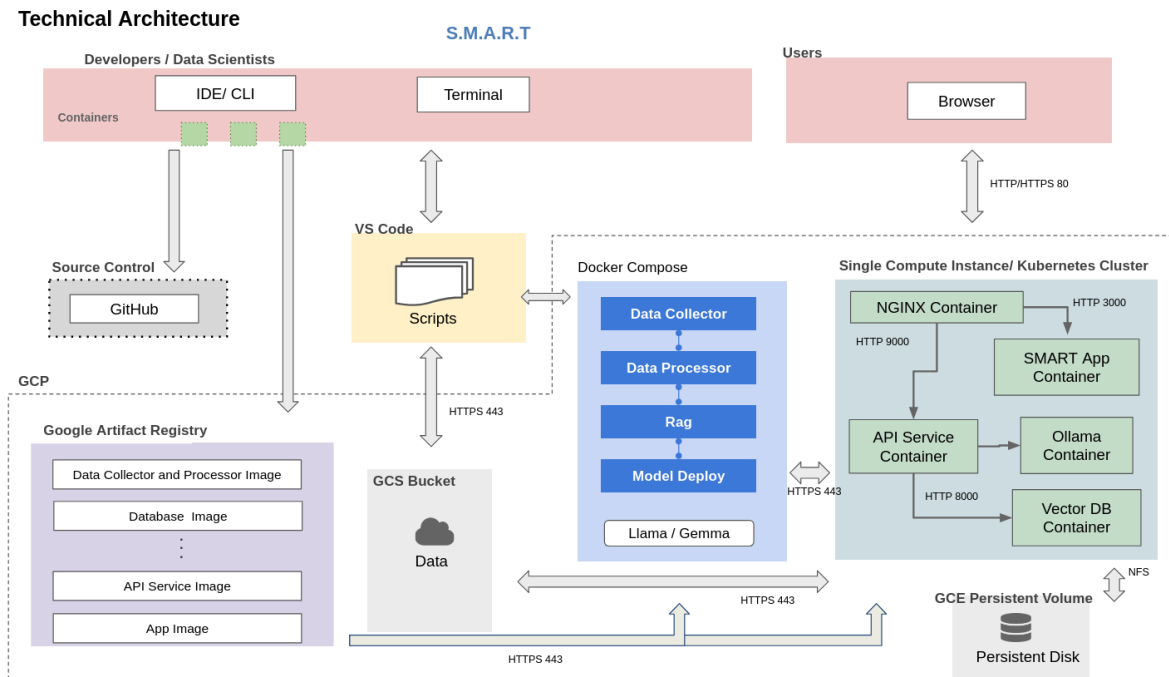 Technical Architecture
S.M.A.R.T
Developers / Data Scientists
Users
IDE/ CLI
Terminal
Browser
Containers
HTTP/HTTPS 80
VS Code
Scripts
Source Control
GitHub
Docker Compose
Data Collector
Data Processor
Rag
Model Deploy
Llama / Gemma
Single Compute Instance/ Kubernetes Cluster
NGINX Container
HTTP 3000
HTTP 9000
SMART App
Container
API Service
Container
Ollama
Container
HTTP 8000
Vector DB
Container
GCP
HTTPS 443
Google Artifact Registry
Data Collector and Processor Image
Database Image
API Service Image
App Image
GCS Bucket
Data
HTTPS 443
HTTPS 443
NFS
GCE Persistent Volume
Persistent Disk
HTTPS 443